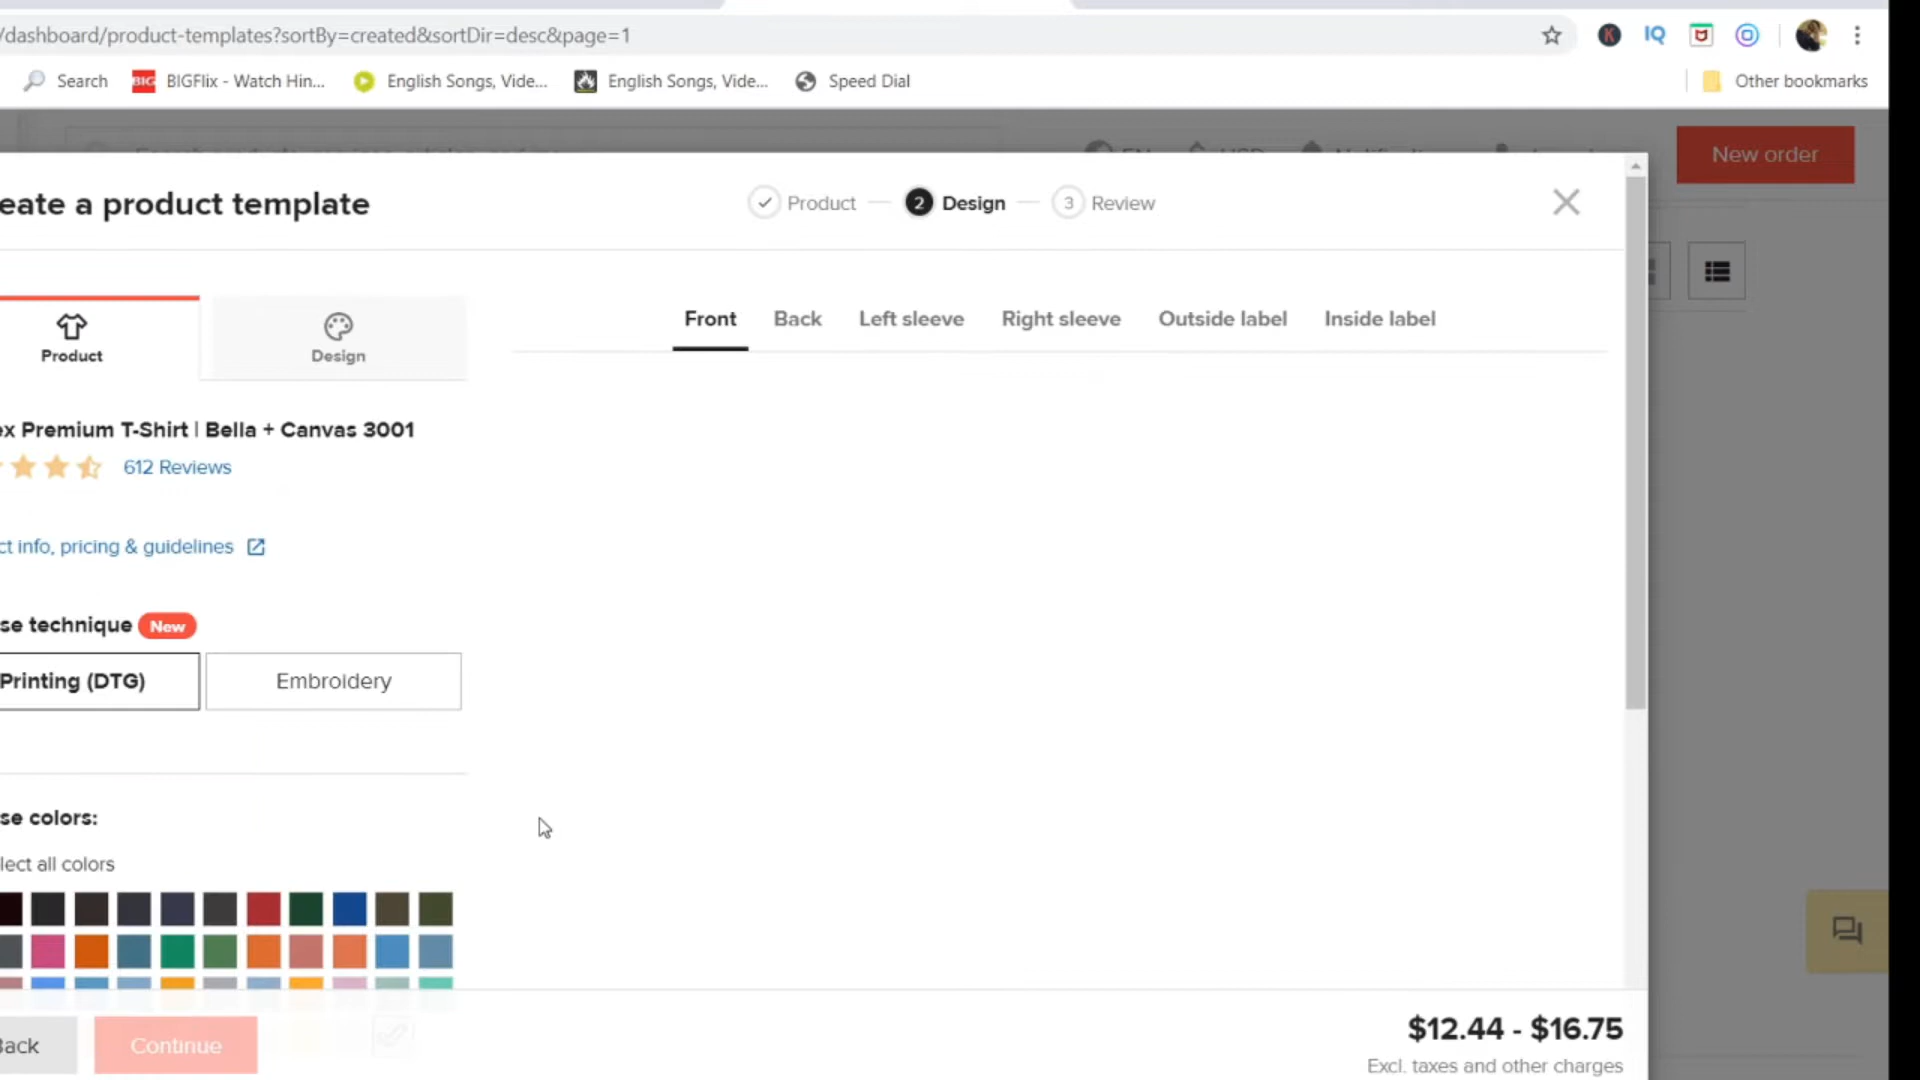 /dashboard/product-templates?sortBy=created&sortDir=desc&page=1
K IQ
Search BIG BIGFlix - Watch Hin... English Songs, Vide... English Songs, Vide... Speed Dial Other bookmarks
New order
eate a product template
Product 2 Design 3 Review
Product
Design
Front Back Left sleeve Right sleeve Outside label Inside label
ex Premium T-Shirt | Bella + Canvas 3001
612 Reviews
ct info, pricing & guidelines
se technique New
Printing (DTG) Embroidery
se colors:
lect all colors
Back Continue
$12.44 - $16.75
Excl. taxes and other charges